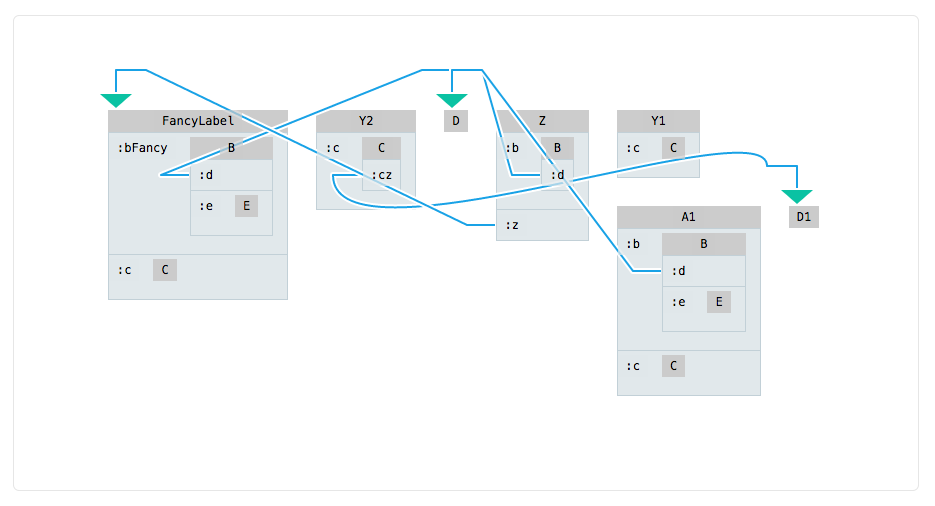 FancyLabel
:bFancy B
:d
:e E
:c C
Y2
:c C
:cz
D
Z
:b B
:d
:z
Y1
:c C
D1
A1
:b B
:d
:e E
:c C